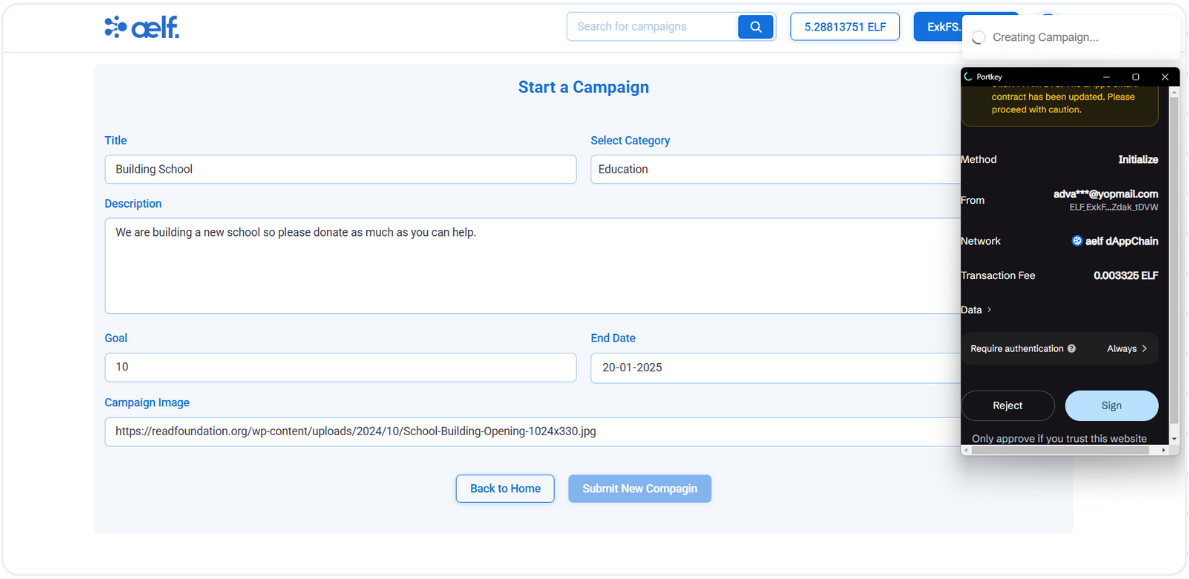 aelf.
Search for campaigns
5.28813751 ELF
ExkFS.
Creating Campaign...
Start a Campaign
Title
Building School
Select Category
Education
Description
We are building a new school so please donate as much as you can help.
Goal
10
End Date
20-01-2025
Campaign Image
https://readfoundation.org/wp-content/uploads/2024/10/School-Building-Opening-1024x330.jpg
Back to Home
Submit New Compagin
Portkey
contract has been updated. Please
proceed with caution.
Method
Initialize
From
adva***@yopmail.com
ELF_ExkF...Zdak_tDVW
Network
aelf dAppChain
Transaction Fee
0.003325 ELF
Data
Require authentication
Always
Reject
Sign
Only approve if you trust this website